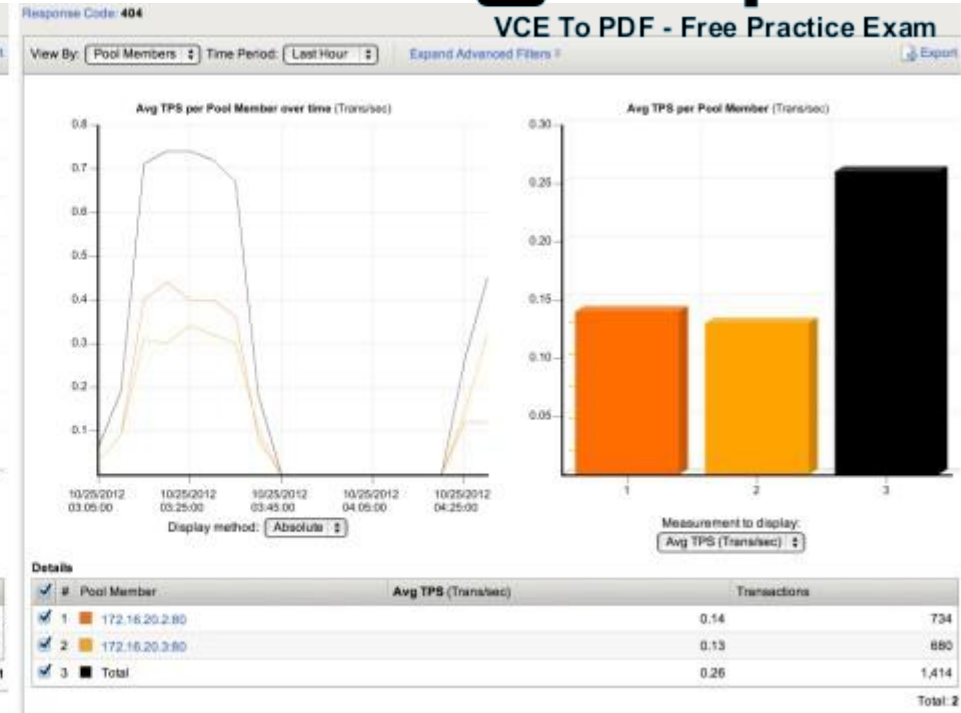 Response Code: 404
VCE To PDF - Free Practice Exam
View By: Pool Members Time Period: Last Hour Expand Advanced Filters Export
Avg TPS per Pool Member over time (Trans/sec)
0.8
0.7
0.6
0.5
0.4
0.3
0.2
0.1
10/25/2012 10/25/2012 10/25/2012 10/25/2012 10/25/2012
03:05:00 03:25:00 03:45:00 04:05:00 04:25:00
Display method: Absolute
Avg TPS per Pool Member (Trans/sec)
0.30
0.25
0.20
0.15
0.10
0.05
1 2 3
Measurement to display:
Avg TPS (Trans/sec)
Details
# Pool Member Avg TPS (Trans/sec) Transactions
1 172.16.20.2:80 0.14 734
2 172.16.20.3:80 0.13 680
3 Total 0.26 1,414
Total: 2